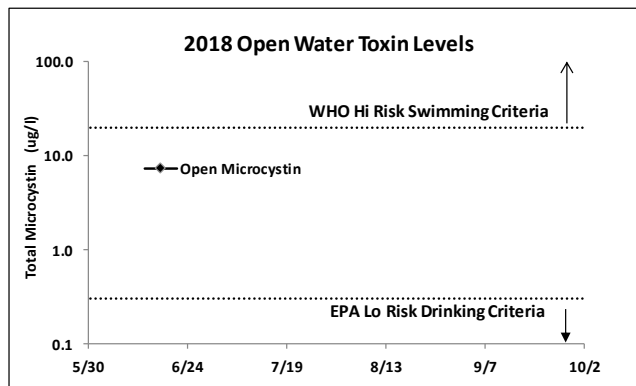 2018 Open Water Toxin Levels
100.0
WHO Hi Risk Swimming Criteria
10.0
Open Microcystin
Total Microcystin (ug/l)
1.0
EPA Lo Risk Drinking Criteria
0.1
5/30 6/24 7/19 8/13 9/7 10/2